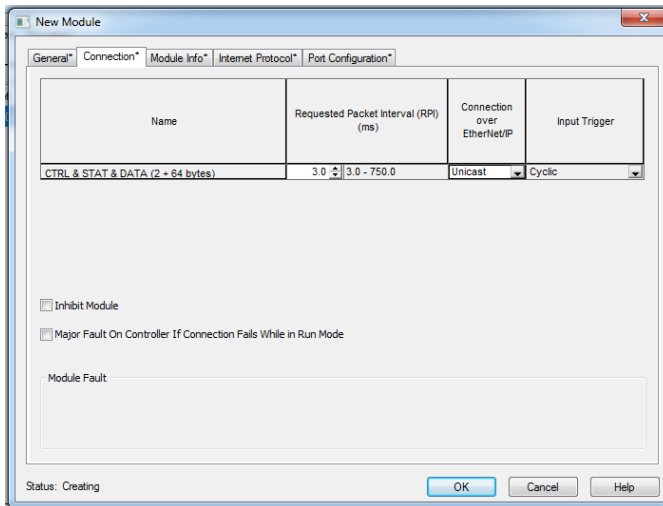 New Module
General* Connection* Module Info* Internet Protocol* Port Configuration*
Name
Requested Packet Interval (RPI)
(ms)
Connection
over
EtherNet/IP
Input Trigger
CTRL & STAT & DATA (2 + 64 bytes) 3.0 3.0 - 750.0 Unicast Cyclic
Inhibit Module
Major Fault On Controller If Connection Fails While in Run Mode
Module Fault
Status: Creating OK Cancel Help